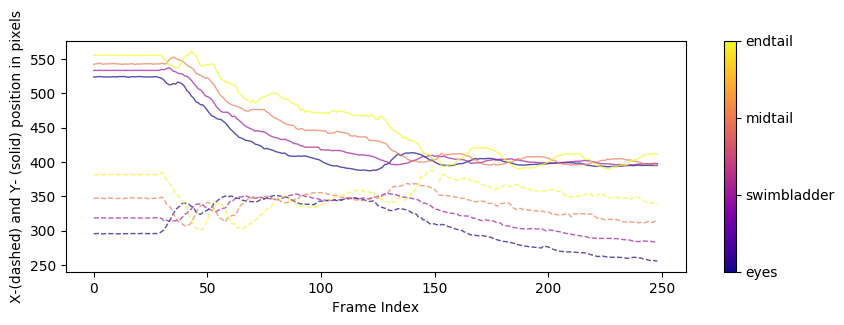 X-(dashed) and Y- (solid) position in pixels
550
500
450
400
350
300
250
0
50
100
150
200
250
Frame Index
endtail
midtail
swimbladder
eyes